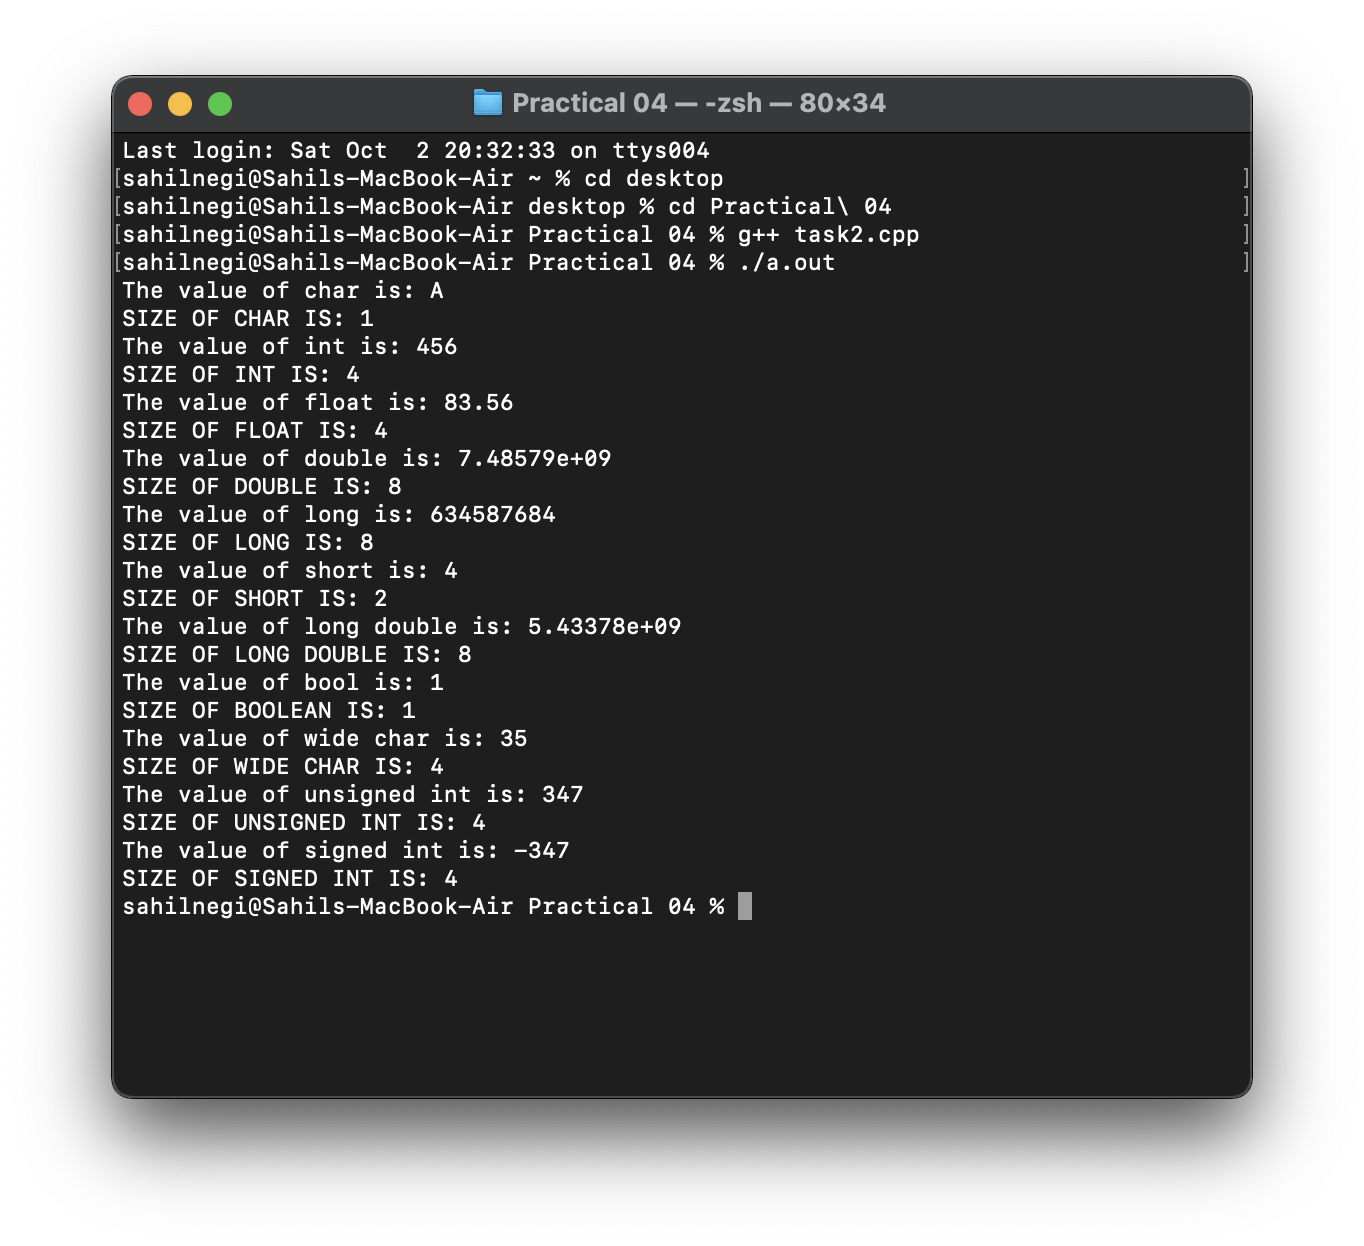 Practical 04 — -zsh — 80×34
Last login: Sat Oct  2 20:32:33 on ttys004
[sahilnegi@Sahils-MacBook-Air ~ % cd desktop ]
[sahilnegi@Sahils-MacBook-Air desktop % cd Practical\ 04 ]
[sahilnegi@Sahils-MacBook-Air Practical 04 % g++ task2.cpp ]
[sahilnegi@Sahils-MacBook-Air Practical 04 % ./a.out ]
The value of char is: A
SIZE OF CHAR IS: 1
The value of int is: 456
SIZE OF INT IS: 4
The value of float is: 83.56
SIZE OF FLOAT IS: 4
The value of double is: 7.48579e+09
SIZE OF DOUBLE IS: 8
The value of long is: 634587684
SIZE OF LONG IS: 8
The value of short is: 4
SIZE OF SHORT IS: 2
The value of long double is: 5.43378e+09
SIZE OF LONG DOUBLE IS: 8
The value of bool is: 1
SIZE OF BOOLEAN IS: 1
The value of wide char is: 35
SIZE OF WIDE CHAR IS: 4
The value of unsigned int is: 347
SIZE OF UNSIGNED INT IS: 4
The value of signed int is: -347
SIZE OF SIGNED INT IS: 4
sahilnegi@Sahils-MacBook-Air Practical 04 %